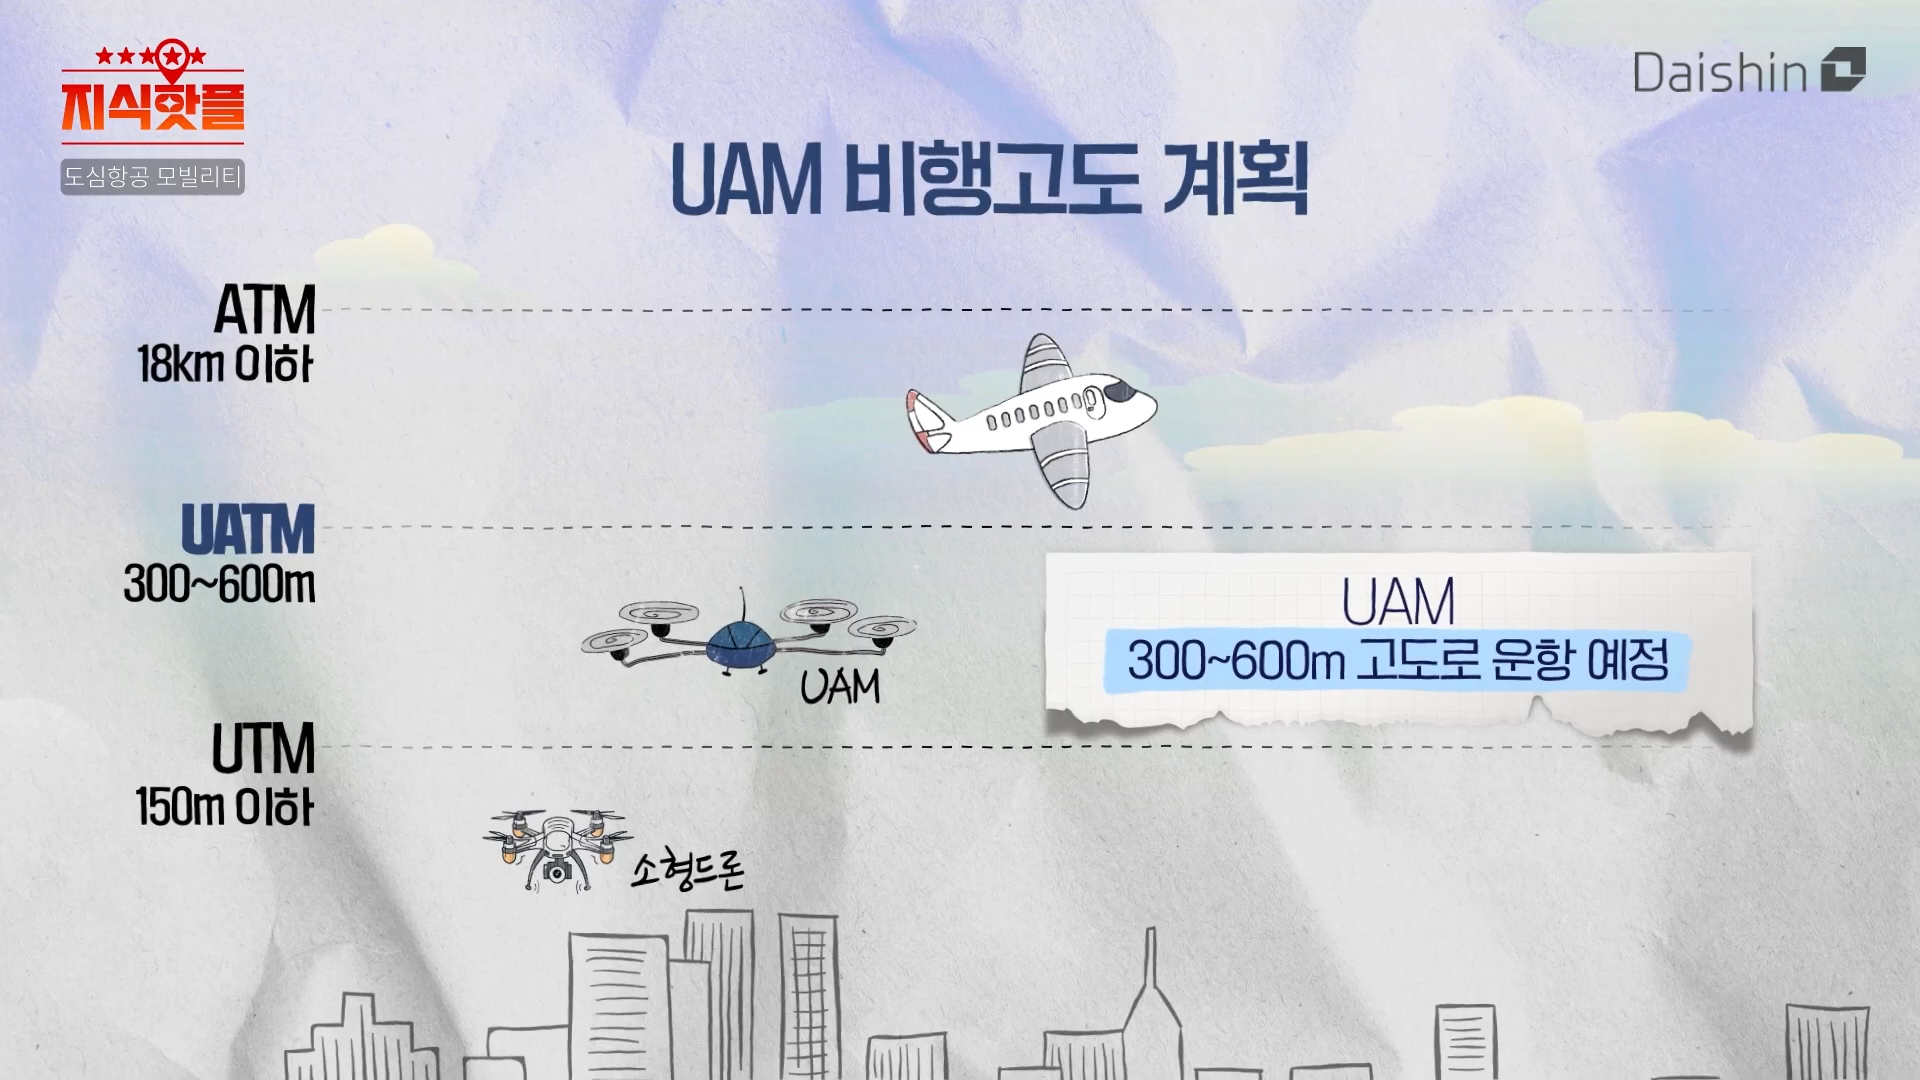 지식핫플
도심항공 모빌리티
Daishin
UAM 비행고도 계획
ATM
18km 이하
UATM
300~600m
UAM
UAM
300~600m 고도로 운항 예정
UTM
150m 이하
소형드론